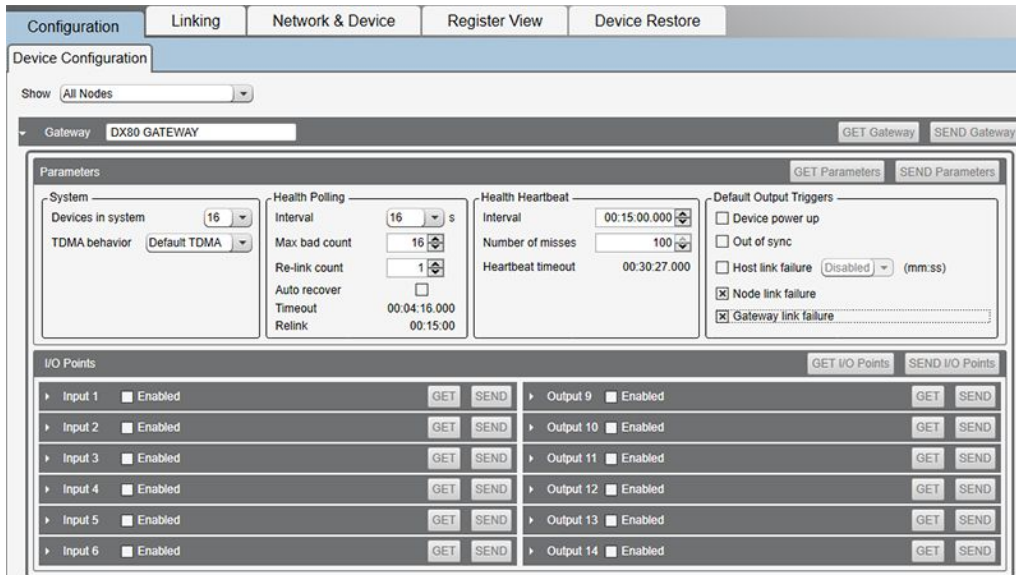 Configuration Linking Network & Device Register View Device Restore
Device Configuration
Show All Nodes
Gateway DX80 GATEWAY GET Gateway SEND Gateway
Parameters GET Parameters SEND Parameters
System
Devices in system 16
TDMA behavior Default TDMA
Health Polling
Interval 16 s
Max bad count 16
Re-link count 1
Auto recover
Timeout 00:04:16.000
Relink 00:15:00
Health Heartbeat
Interval 00:15:00.000
Number of misses 100
Heartbeat timeout 00:30:27.000
Default Output Triggers
Device power up
Out of sync
Host link failure Disabled (mm:ss)
Node link failure
Gateway link failure
I/O Points GET I/O Points SEND I/O Points
Input 1 Enabled GET SEND Output 9 Enabled GET SEND
Input 2 Enabled GET SEND Output 10 Enabled GET SEND
Input 3 Enabled GET SEND Output 11 Enabled GET SEND
Input 4 Enabled GET SEND Output 12 Enabled GET SEND
Input 5 Enabled GET SEND Output 13 Enabled GET SEND
Input 6 Enabled GET SEND Output 14 Enabled GET SEND